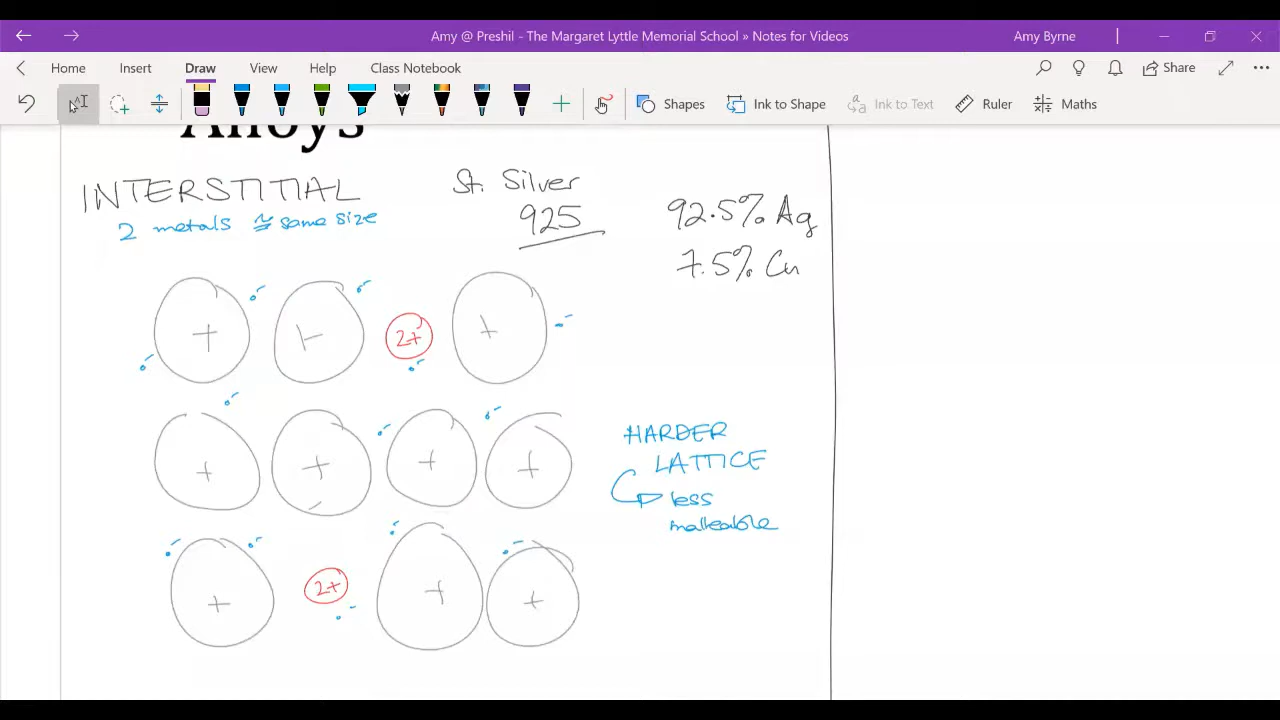 Amy @ Preshil - The Margaret Lyttle Memorial School » Notes for Videos
Amy Byrne
Home
Insert
Draw
View
Help
Class Notebook
Share
Shapes
Ink to Shape
Ink to Text
Ruler
Maths
Alloys
INTERSTITIAL
2 metals ≅ same size
St. Silver
925
92.5% Ag
7.5% Cu
+ + 2+ +
+ + + +
+ 2+ + +
HARDER
LATTICE
↳ less
malleable